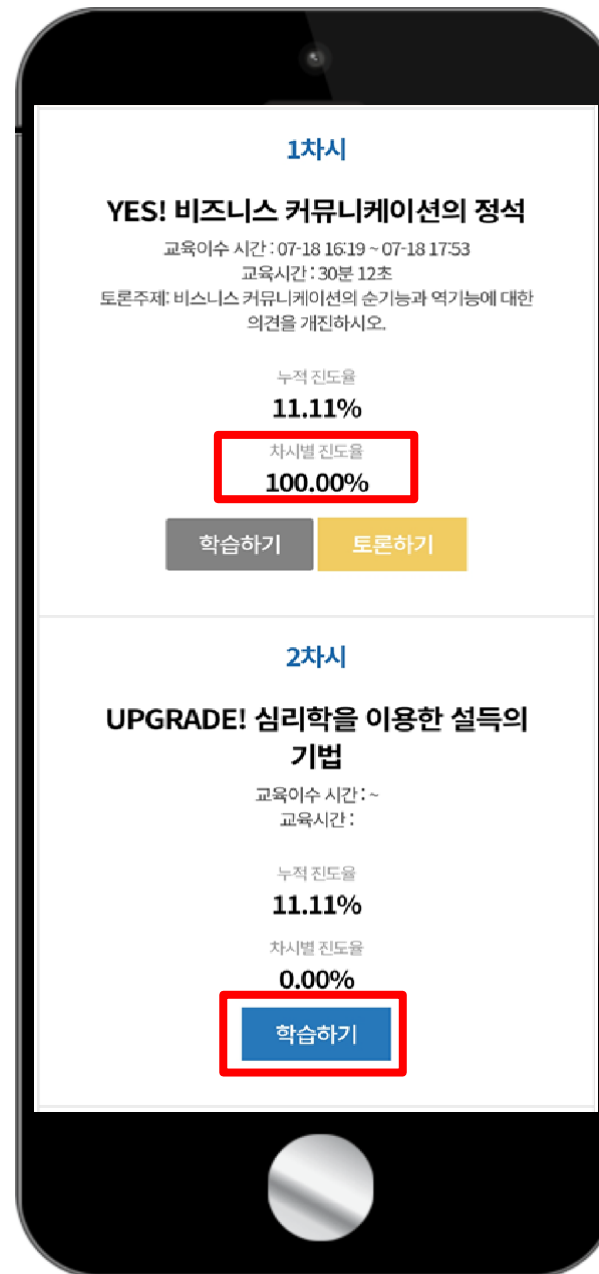 1차시
YES! 비즈니스 커뮤니케이션의 정석
교육이수 시간 : 07-18 16:19 ~ 07-18 17:53
교육시간 : 30분 12초
토론주제: 비스니스 커뮤니케이션의 순기능과 역기능에 대한
의견을 개진하시오.
누적 진도율
11.11%
차시별 진도율
100.00%
학습하기 토론하기
2차시
UPGRADE! 심리학을 이용한 설득의
기법
교육이수 시간 : ~
교육시간 :
누적 진도율
11.11%
차시별 진도율
0.00%
학습하기